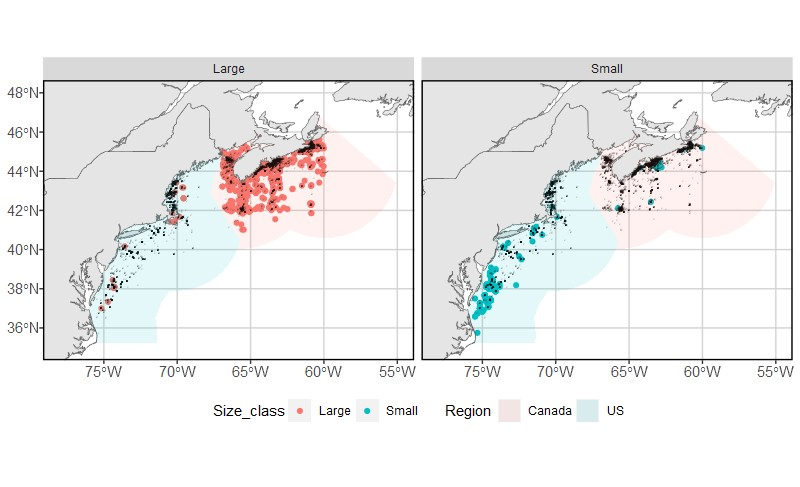 Large
Small
48°N
46°N
44°N
42°N
40°N
38°N
36°N
75°W
70°W
65°W
60°W
55°W
75°W
70°W
65°W
60°W
55°W
Size_class Large Small Region Canada US